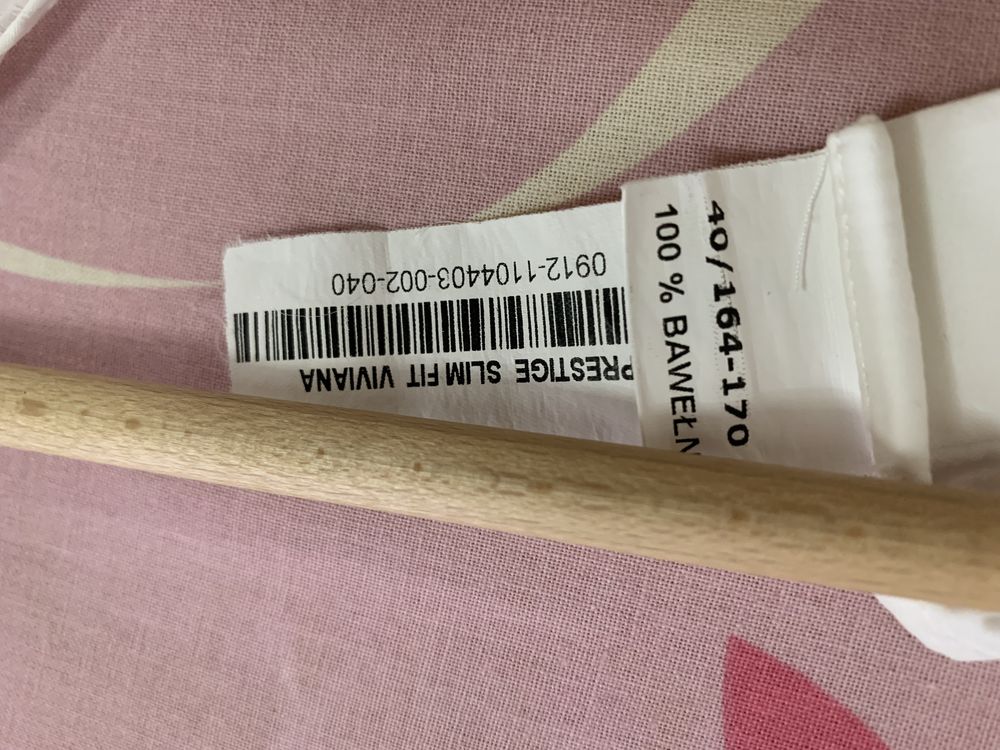 40/164-170
100 % BAWEŁN
PRESTIGE SLIM FIT VIVIANA
0912-1104403-002-040